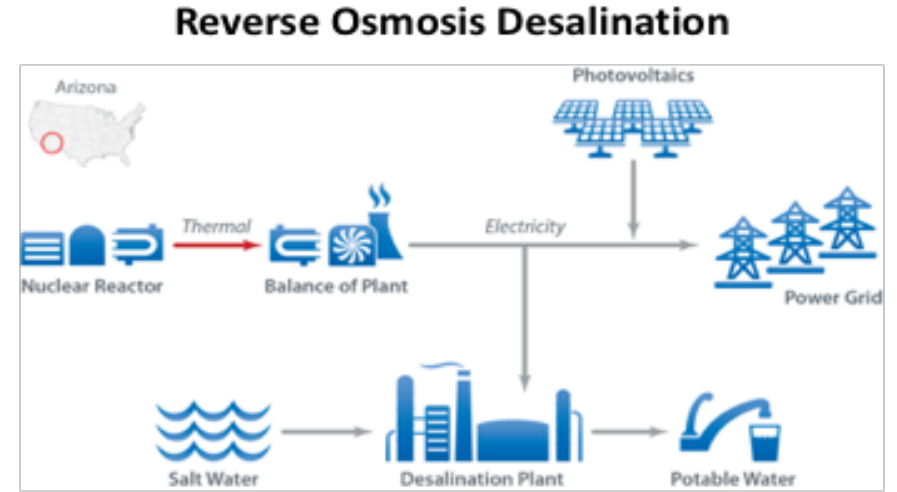 Reverse Osmosis Desalination
Arizona
Photovoltaics
Thermal
Electricity
Nuclear Reactor
Balance of Plant
Power Grid
Salt Water
Desalination Plant
Potable Water